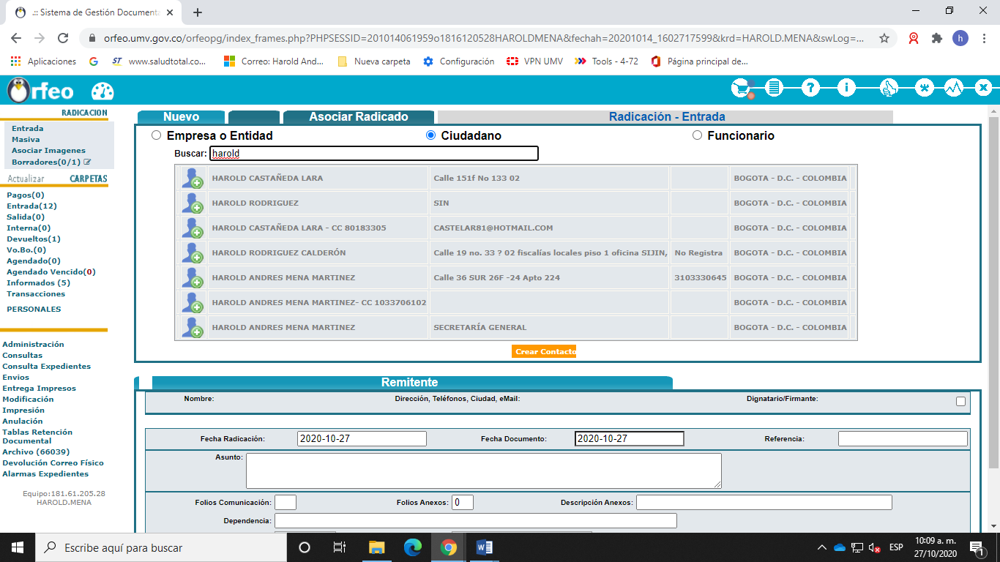 .:: Sistema de Gestión Documenta
orfeo.umv.gov.co/orfeopg/index_frames.php?PHPSESSID=201014061959o1816120528HAROLDMENA&fechah=20201014_1602717599&krd=HAROLD.MENA&swLog=...
h
Aplicaciones G ST www.saludtotal.co... Correo: Harold And... Nueva carpeta Configuración VPN UMV Tools - 4-72 Página principal de...
Orfeo
RADICACION
Entrada
Masiva
Asociar Imagenes
Borradores(0/1)
Actualizar CARPETAS
Pagos(0)
Entrada(12)
Salida(0)
Interna(0)
Devueltos(1)
Vo.Bo.(0)
Agendado(0)
Agendado Vencido(0)
Informados (5)
Transacciones
PERSONALES
Administración
Consultas
Consulta Expedientes
Envios
Entrega Impresos
Modificación
Impresión
Anulación
Tablas Retención
Documental
Archivo (66039)
Devolución Correo Físico
Alarmas Expedientes
Equipo:181.61.205.28
HAROLD.MENA
Nuevo Asociar Radicado Radicación - Entrada
Empresa o Entidad Ciudadano Funcionario
Buscar: harold
HAROLD CASTAÑEDA LARA Calle 151f No 133 02 BOGOTA - D.C. - COLOMBIA
HAROLD RODRIGUEZ SIN BOGOTA - D.C. - COLOMBIA
HAROLD CASTAÑEDA LARA - CC 80183305 CASTELAR81@HOTMAIL.COM BOGOTA - D.C. - COLOMBIA
HAROLD RODRIGUEZ CALDERÓN Calle 19 no. 33 ? 02 fiscalías locales piso 1 oficina SIJIN, No Registra BOGOTA - D.C. - COLOMBIA
HAROLD ANDRES MENA MARTINEZ Calle 36 SUR 26F -24 Apto 224 3103330645 BOGOTA - D.C. - COLOMBIA
HAROLD ANDRES MENA MARTINEZ- CC 1033706102 BOGOTA - D.C. - COLOMBIA
HAROLD ANDRES MENA MARTINEZ SECRETARÍA GENERAL BOGOTA - D.C. - COLOMBIA
Crear Contacto
Remitente
Nombre: Dirección, Teléfonos, Ciudad, eMail: Dignatario/Firmante:
Fecha Radicación: 2020-10-27 Fecha Documento: 2020-10-27 Referencia:
Asunto:
Folios Comunicación: Folios Anexos: 0 Descripción Anexos:
Dependencia:
Escribe aquí para buscar
ESP
10:09 a. m.
27/10/2020
1